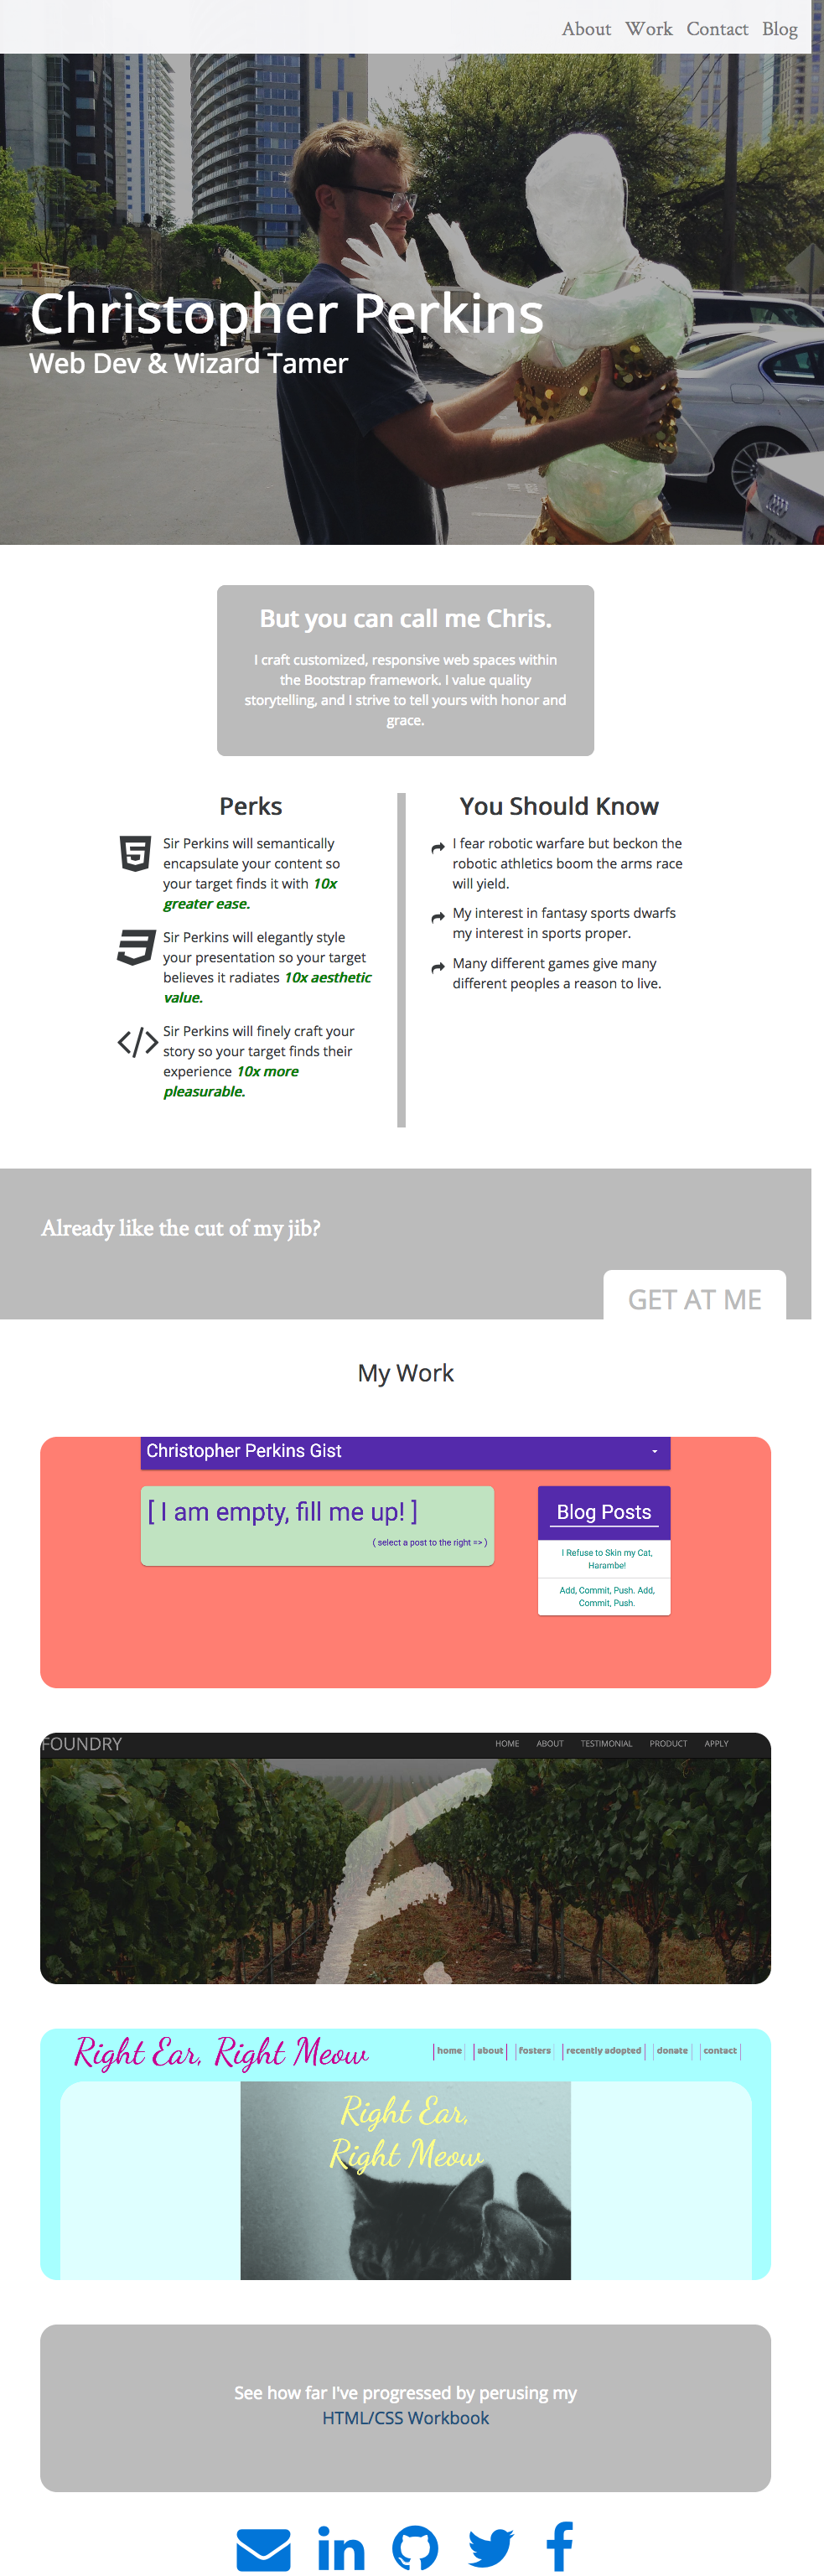 About Work Contact Blog
Christopher Perkins
Web Dev & Wizard Tamer
But you can call me Chris.
I craft customized, responsive web spaces within
the Bootstrap framework. I value quality
storytelling, and I strive to tell yours with honor and
grace.
Perks
5
Sir Perkins will semantically
encapsulate your content so
your target finds it with 10x
greater ease.
Sir Perkins will elegantly style
your presentation so your target
believes it radiates 10x aesthetic
value.
</>
Sir Perkins will finely craft your
story so your target finds their
experience 10x more
pleasurable.
You Should Know
I fear robotic warfare but beckon the
robotic athletics boom the arms race
will yield.
My interest in fantasy sports dwarfs
my interest in sports proper.
Many different games give many
different peoples a reason to live.
Already like the cut of my jib?
GET AT ME
My Work
Christopher Perkins Gist
[ I am empty, fill me up! ]
( select a post to the right => )
Blog Posts
I Refuse to Skin my Cat,
Harambe!
Add, Commit, Push. Add,
Commit, Push.
FOUNDRY
HOME ABOUT TESTIMONIAL PRODUCT APPLY
Right Ear, Right Meow
home about fosters recently adopted donate contact
Right Ear,
Right Meow
See how far I've progressed by perusing my
HTML/CSS Workbook
in
f